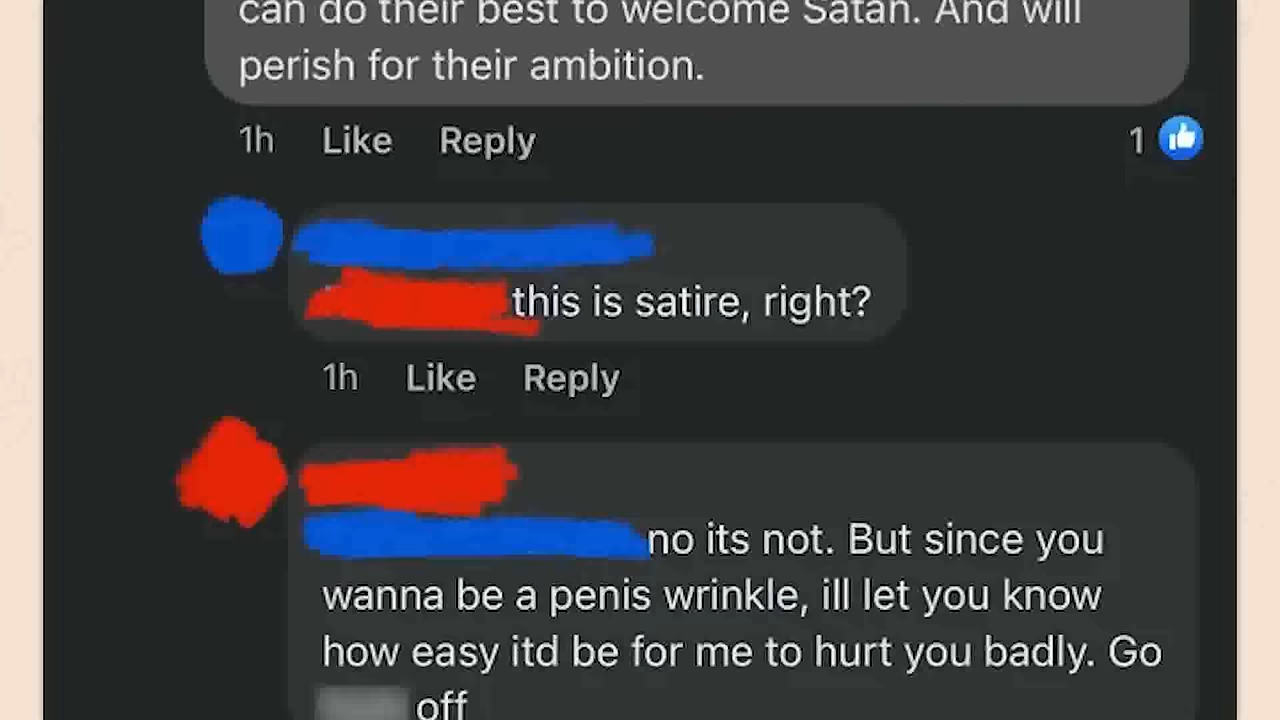 can do their best to welcome Satan. And will
perish for their ambition.
1h Like Reply 1
this is satire, right?
1h Like Reply
no its not. But since you
wanna be a penis wrinkle, ill let you know
how easy itd be for me to hurt you badly. Go
off